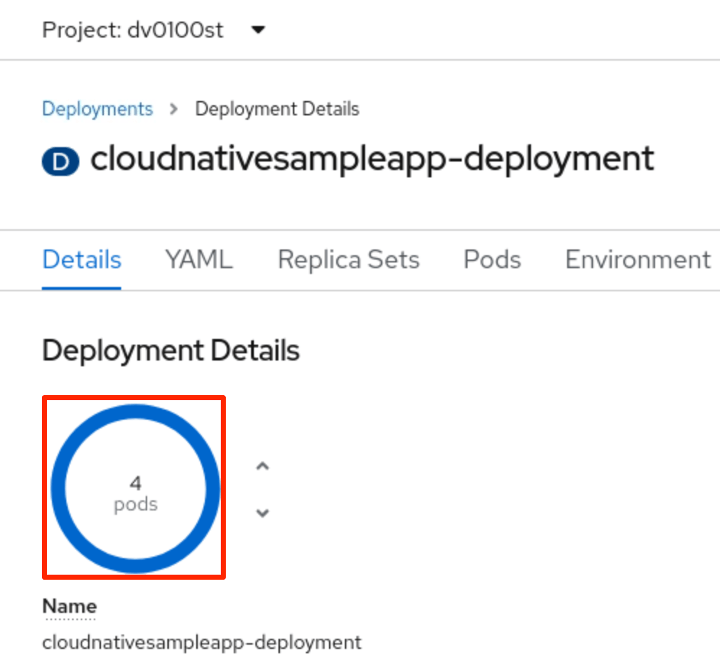 Project: dv0100st
Deployments > Deployment Details
D cloudnativesampleapp-deployment
Details YAML Replica Sets Pods Environment
Deployment Details
4
pods
Name
cloudnativesampleapp-deployment